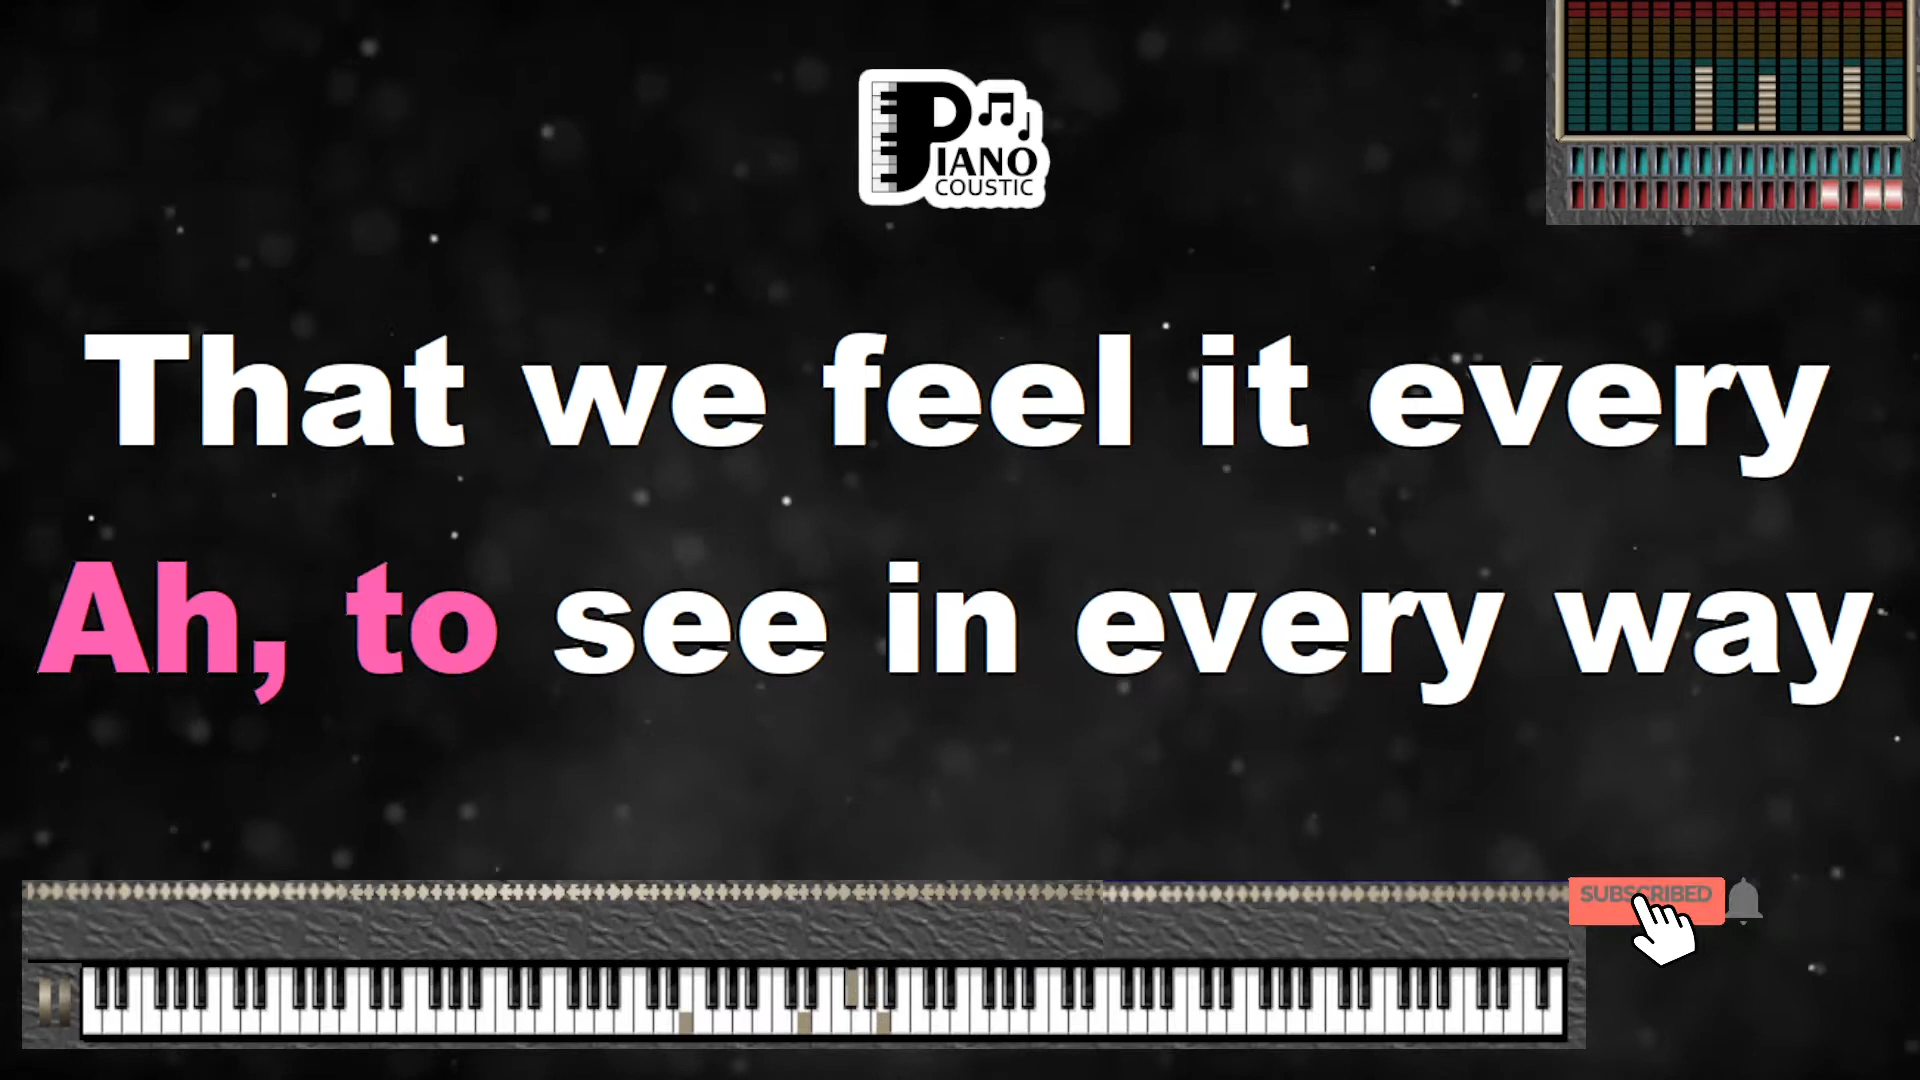 PIANO
COUSTIC
That we feel it every
Ah, to see in every way
SUBSCRIBED